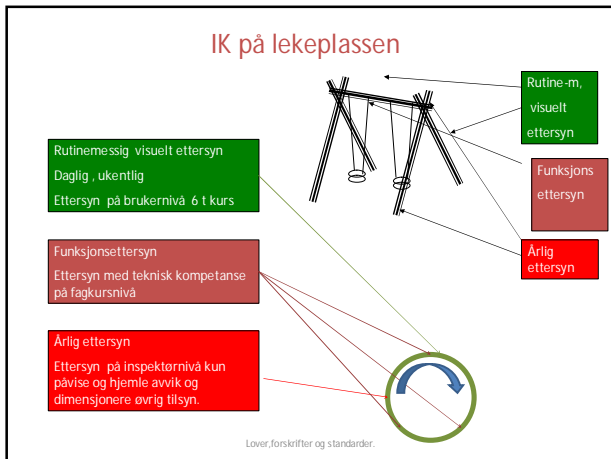 IK på lekeplassen
Rutine-m,
visuelt
ettersyn
Rutinemessig visuelt ettersyn
Daglig , ukentlig
Ettersyn på brukernivå 6 t kurs
Funksjons
ettersyn
Funksjonsettersyn
Ettersyn med teknisk kompetanse
på fagkursnivå
Årlig
ettersyn
Årlig ettersyn
Ettersyn på inspektørnivå kun
påvise og hjemle avvik og
dimensjonere øvrig tilsyn.
Lover,forskrifter og standarder.